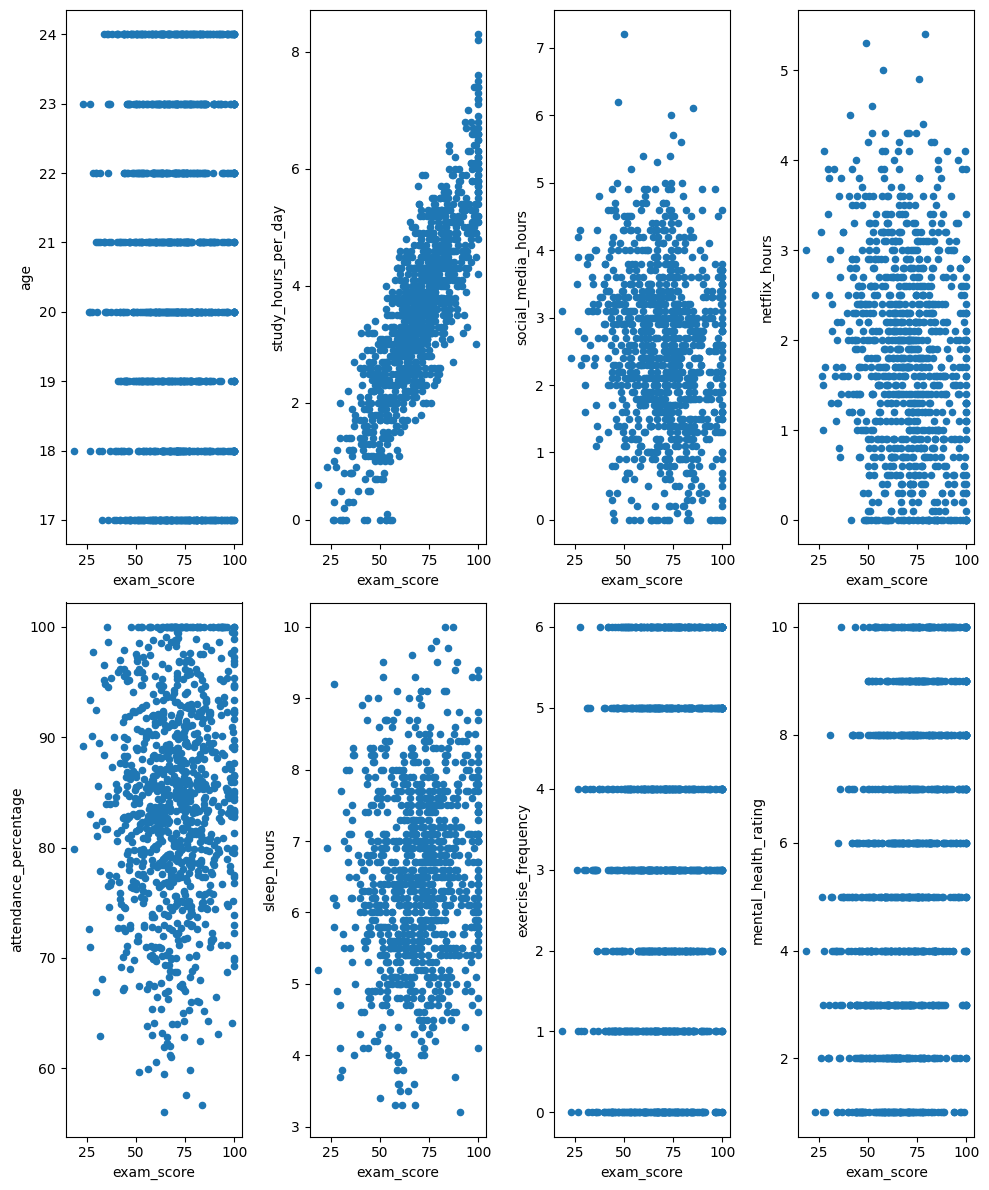 24
23
22
21
20
19
18
17
age
25 50 75 100
exam_score
8
6
4
2
0
study_hours_per_day
25 50 75 100
exam_score
7
6
5
4
3
2
1
0
social_media_hours
25 50 75 100
exam_score
5
4
3
2
1
0
netflix_hours
25 50 75 100
exam_score
100
90
80
70
60
attendance_percentage
25 50 75 100
exam_score
10
9
8
7
6
5
4
3
sleep_hours
25 50 75 100
exam_score
6
5
4
3
2
1
0
exercise_frequency
25 50 75 100
exam_score
10
8
6
4
2
mental_health_rating
25 50 75 100
exam_score